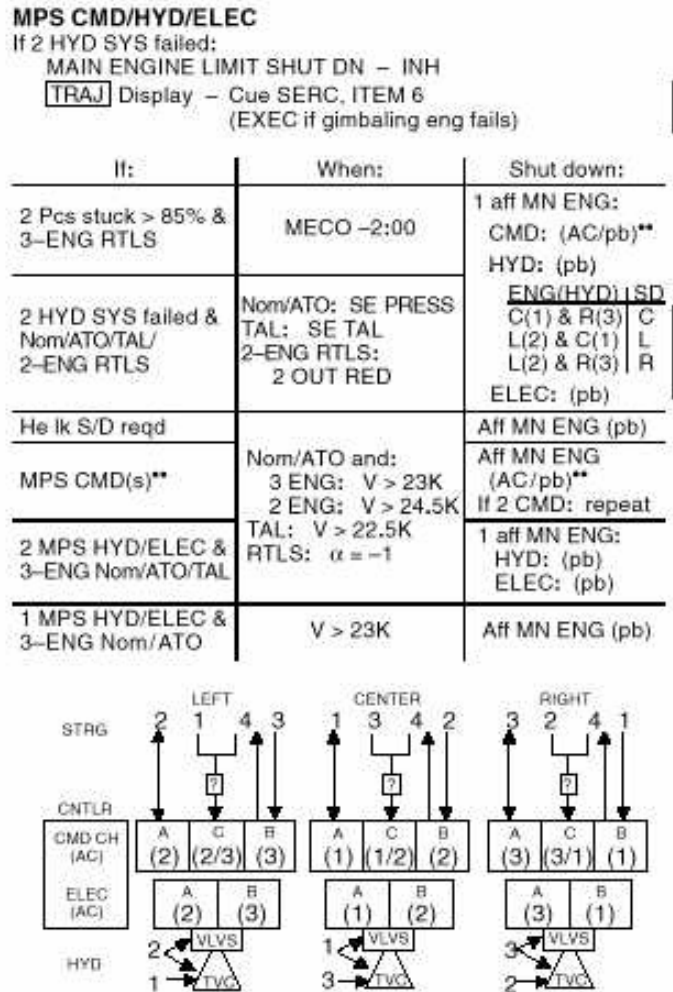 MPS CMD/HYD/ELEC
If 2 HYD SYS failed:
MAIN ENGINE LIMIT SHUT DN – INH
TRAJ Display – Cue SERC, ITEM 6
(EXEC if gimbaling eng fails)
If: When: Shut down:
2 Pcs stuck > 85% &
3–ENG RTLS
MECO –2:00
1 aff MN ENG:
CMD: (AC/pb)**
HYD: (pb)
ENG(HYD) SD
C(1) & R(3) C
L(2) & C(1) L
L(2) & R(3) R
ELEC: (pb)
2 HYD SYS failed &
Nom/ATO/TAL/
2–ENG RTLS
Nom/ATO: SE PRESS
TAL: SE TAL
2–ENG RTLS:
2 OUT RED
He lk S/D reqd
Aff MN ENG (pb)
MPS CMD(s)**
Nom/ATO and:
3 ENG: V > 23K
2 ENG: V > 24.5K
TAL: V > 22.5K
RTLS: α = –1
Aff MN ENG
(AC/pb)**
If 2 CMD: repeat
2 MPS HYD/ELEC &
3–ENG Nom/ATO/TAL
1 aff MN ENG:
HYD: (pb)
ELEC: (pb)
1 MPS HYD/ELEC &
3–ENG Nom/ATO
V > 23K
Aff MN ENG (pb)
LEFT CENTER RIGHT
STRG 2 1 4 3 1 3 4 2 3 2 4 1
? ? ?
CNTLR
CMD CH A C B A C B A C B
(AC) (2) (2/3) (3) (1) (1/2) (2) (3) (3/1) (1)
ELEC A B A B A B
(AC) (2) (3) (1) (2) (3) (1)
HYD 2 VLVS 1 VLVS 3 VLVS
1 TVC 3 TVC 2 TVC